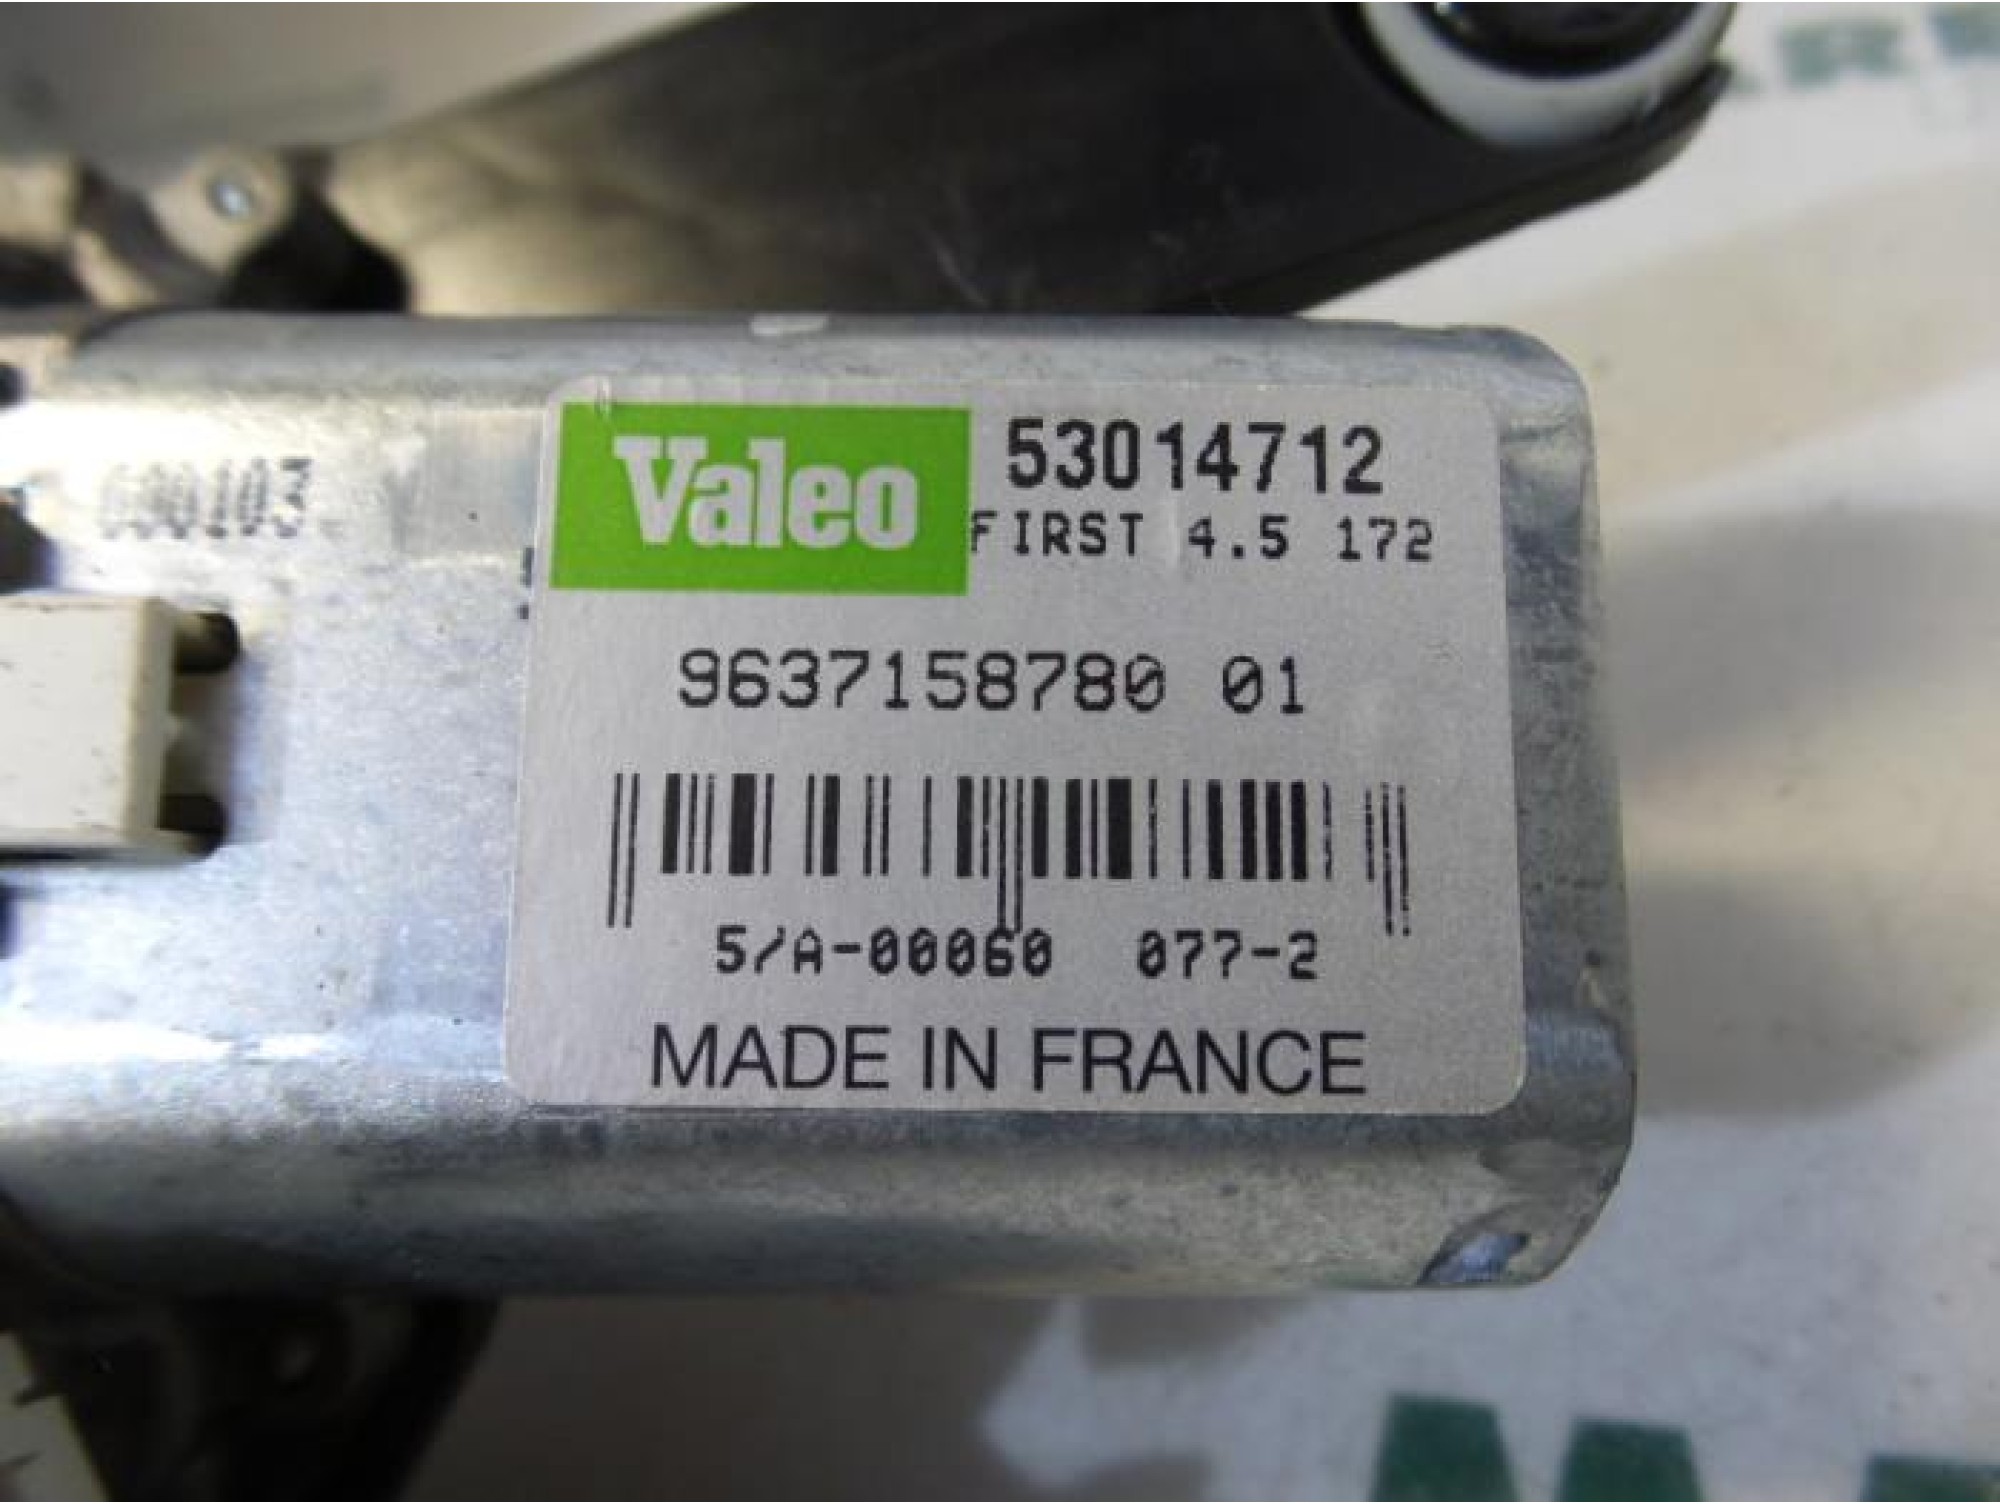 Valeo 53014712
FIRST 4.5 172
9637158780 01
5/A-00060 077-2
MADE IN FRANCE